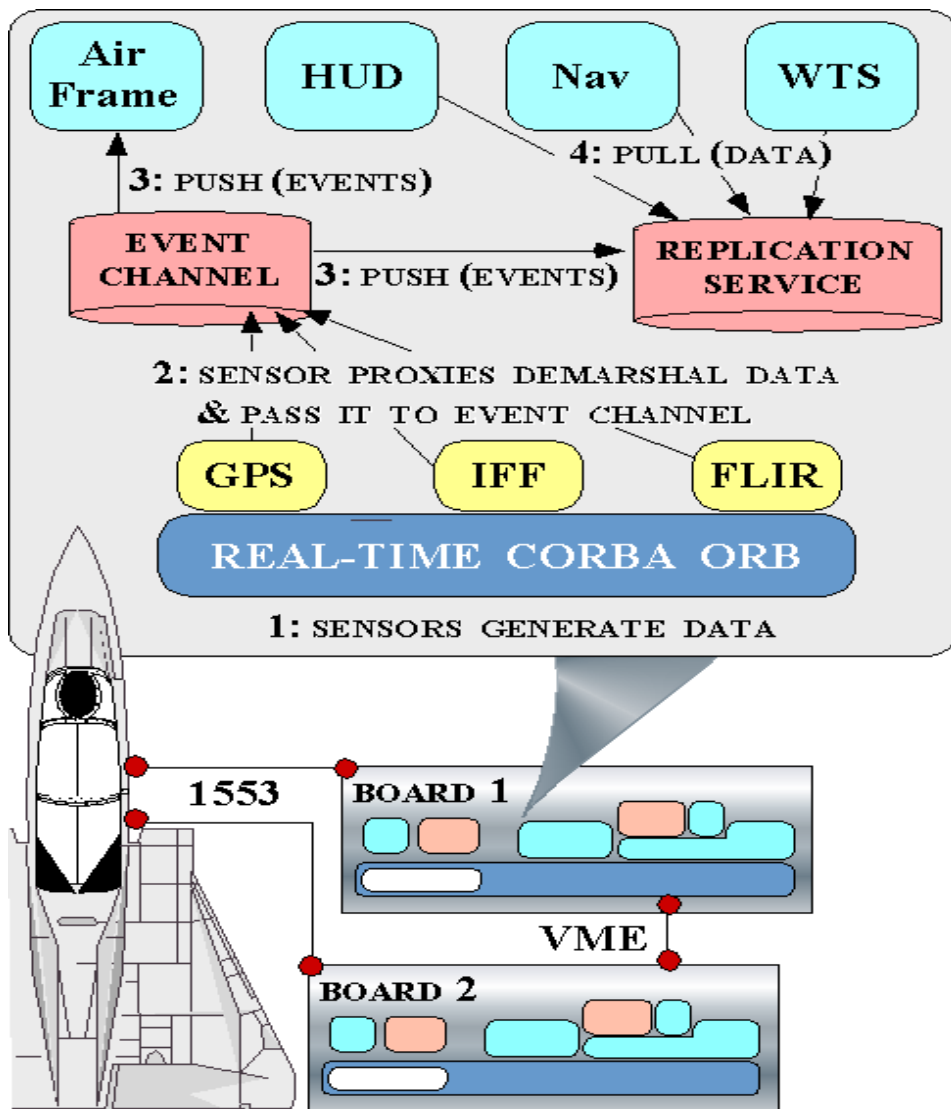 Air
Frame
HUD
Nav
WTS
4: PULL (DATA)
3: PUSH (EVENTS)
EVENT
CHANNEL
REPLICATION
SERVICE
3: PUSH (EVENTS)
2: SENSOR PROXIES DEMARSHAL DATA
& PASS IT TO EVENT CHANNEL
GPS
IFF
FLIR
REAL-TIME CORBA ORB
1: SENSORS GENERATE DATA
1553
BOARD 1
VME
BOARD 2